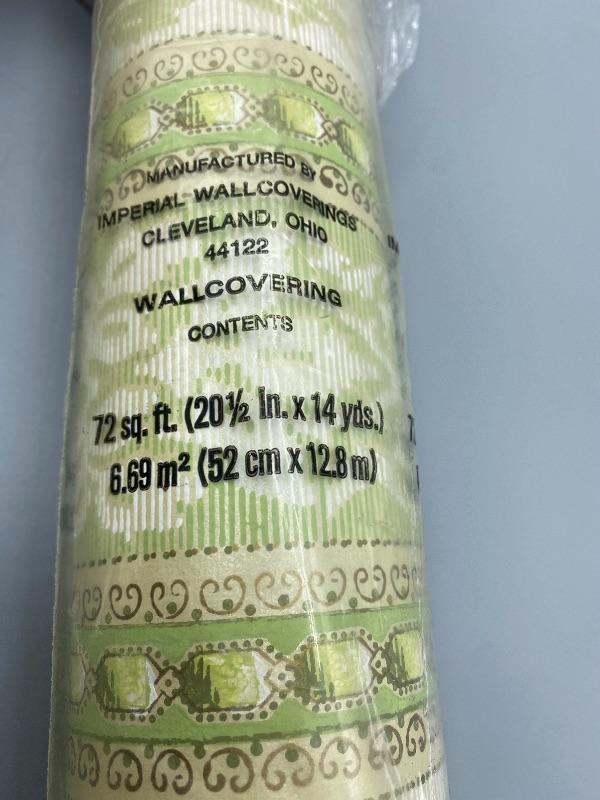 MANUFACTURED BY
IMPERIAL WALLCOVERINGS
CLEVELAND, OHIO
44122
WALLCOVERING
CONTENTS
72 sq. ft. (20½ in. x 14 yds.)
6.69 m² (52 cm x 12.8 m)